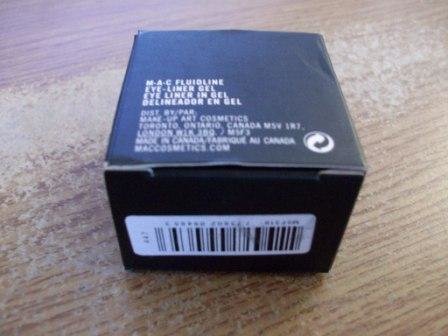 M·A·C FLUIDLINE
EYE-LINER GEL
EYE LINER IN GEL
DELINEADOR EN GEL
DIST. BY/PAR:
MAKE-UP ART COSMETICS
TORONTO, ONTARIO, CANADA M5V 1R7,
LONDON W1K 3BQ. / M5F3
MADE IN CANADA/FABRIQUÉ AU CANADA
MACCOSMETICS.COM